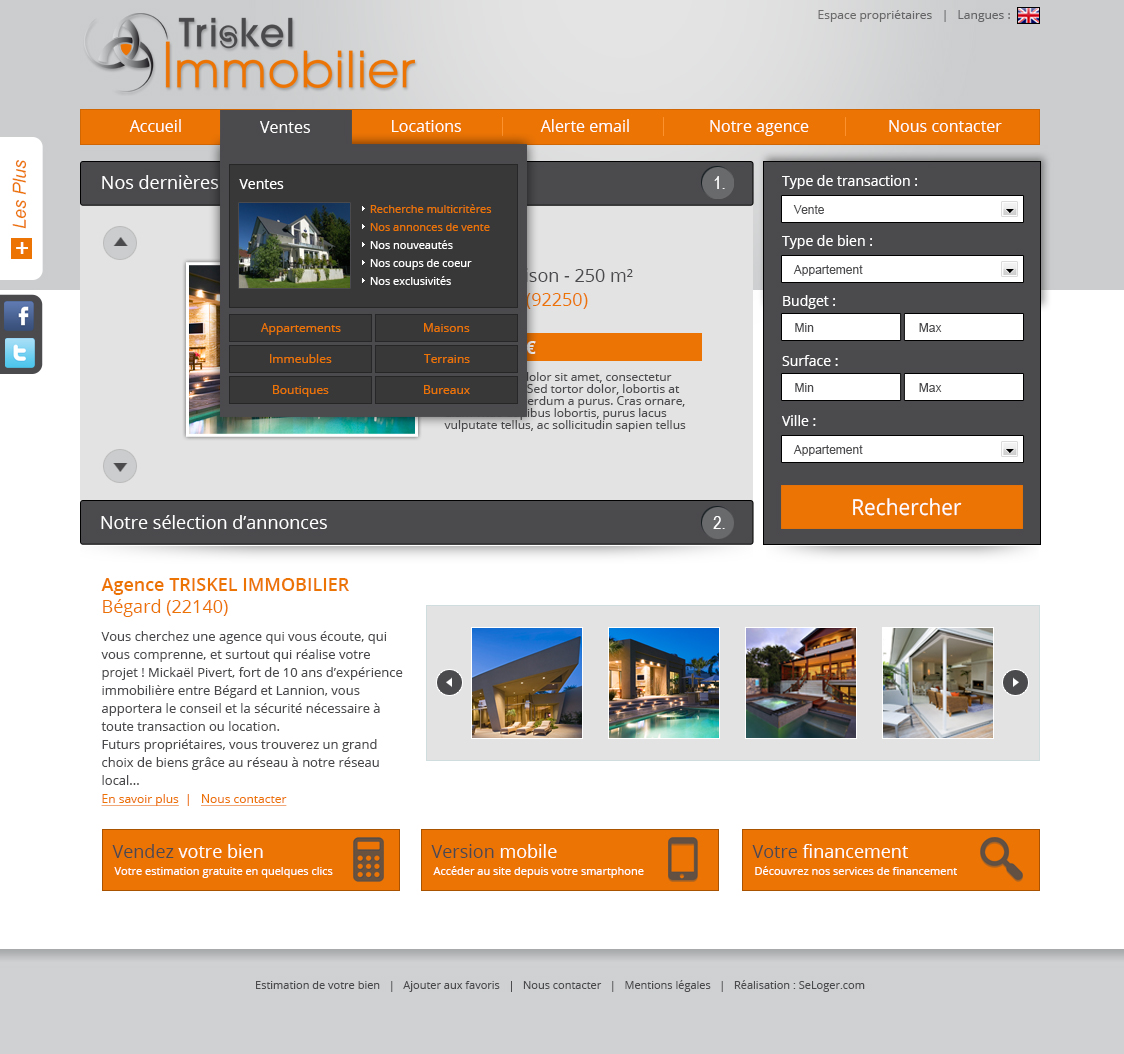 Triskel
Immobilier
Espace propriétaires | Langues :
Accueil
Ventes
Locations
Alerte email
Notre agence
Nous contacter
Les Plus
Nos dernières
1.
Ventes
Recherche multicritères
Nos annonces de vente
Nos nouveautés
Nos coups de coeur
Nos exclusivités
Appartements
Maisons
Immeubles
Terrains
Boutiques
Bureaux
son - 250 m²
(92250)
€
dolor sit amet, consectetur
Sed tortor dolor, lobortis at
erdum a purus. Cras ornare,
ibus lobortis, purus lacus
vulputate tellus, ac sollicitudin sapien tellus
Notre sélection d’annonces
2.
Type de transaction :
Vente
Type de bien :
Appartement
Budget :
Min
Max
Surface :
Min
Max
Ville :
Appartement
Rechercher
Agence TRISKEL IMMOBILIER
Bégard (22140)
Vous cherchez une agence qui vous écoute, qui
vous comprenne, et surtout qui réalise votre
projet ! Mickaël Pivert, fort de 10 ans d’expérience
immobilière entre Bégard et Lannion, vous
apportera le conseil et la sécurité nécessaire à
toute transaction ou location.
Futurs propriétaires, vous trouverez un grand
choix de biens grâce au réseau à notre réseau
local...
En savoir plus | Nous contacter
Vendez votre bien
Votre estimation gratuite en quelques clics
Version mobile
Accéder au site depuis votre smartphone
Votre financement
Découvrez nos services de financement
Estimation de votre bien | Ajouter aux favoris | Nous contacter | Mentions légales | Réalisation : SeLoger.com